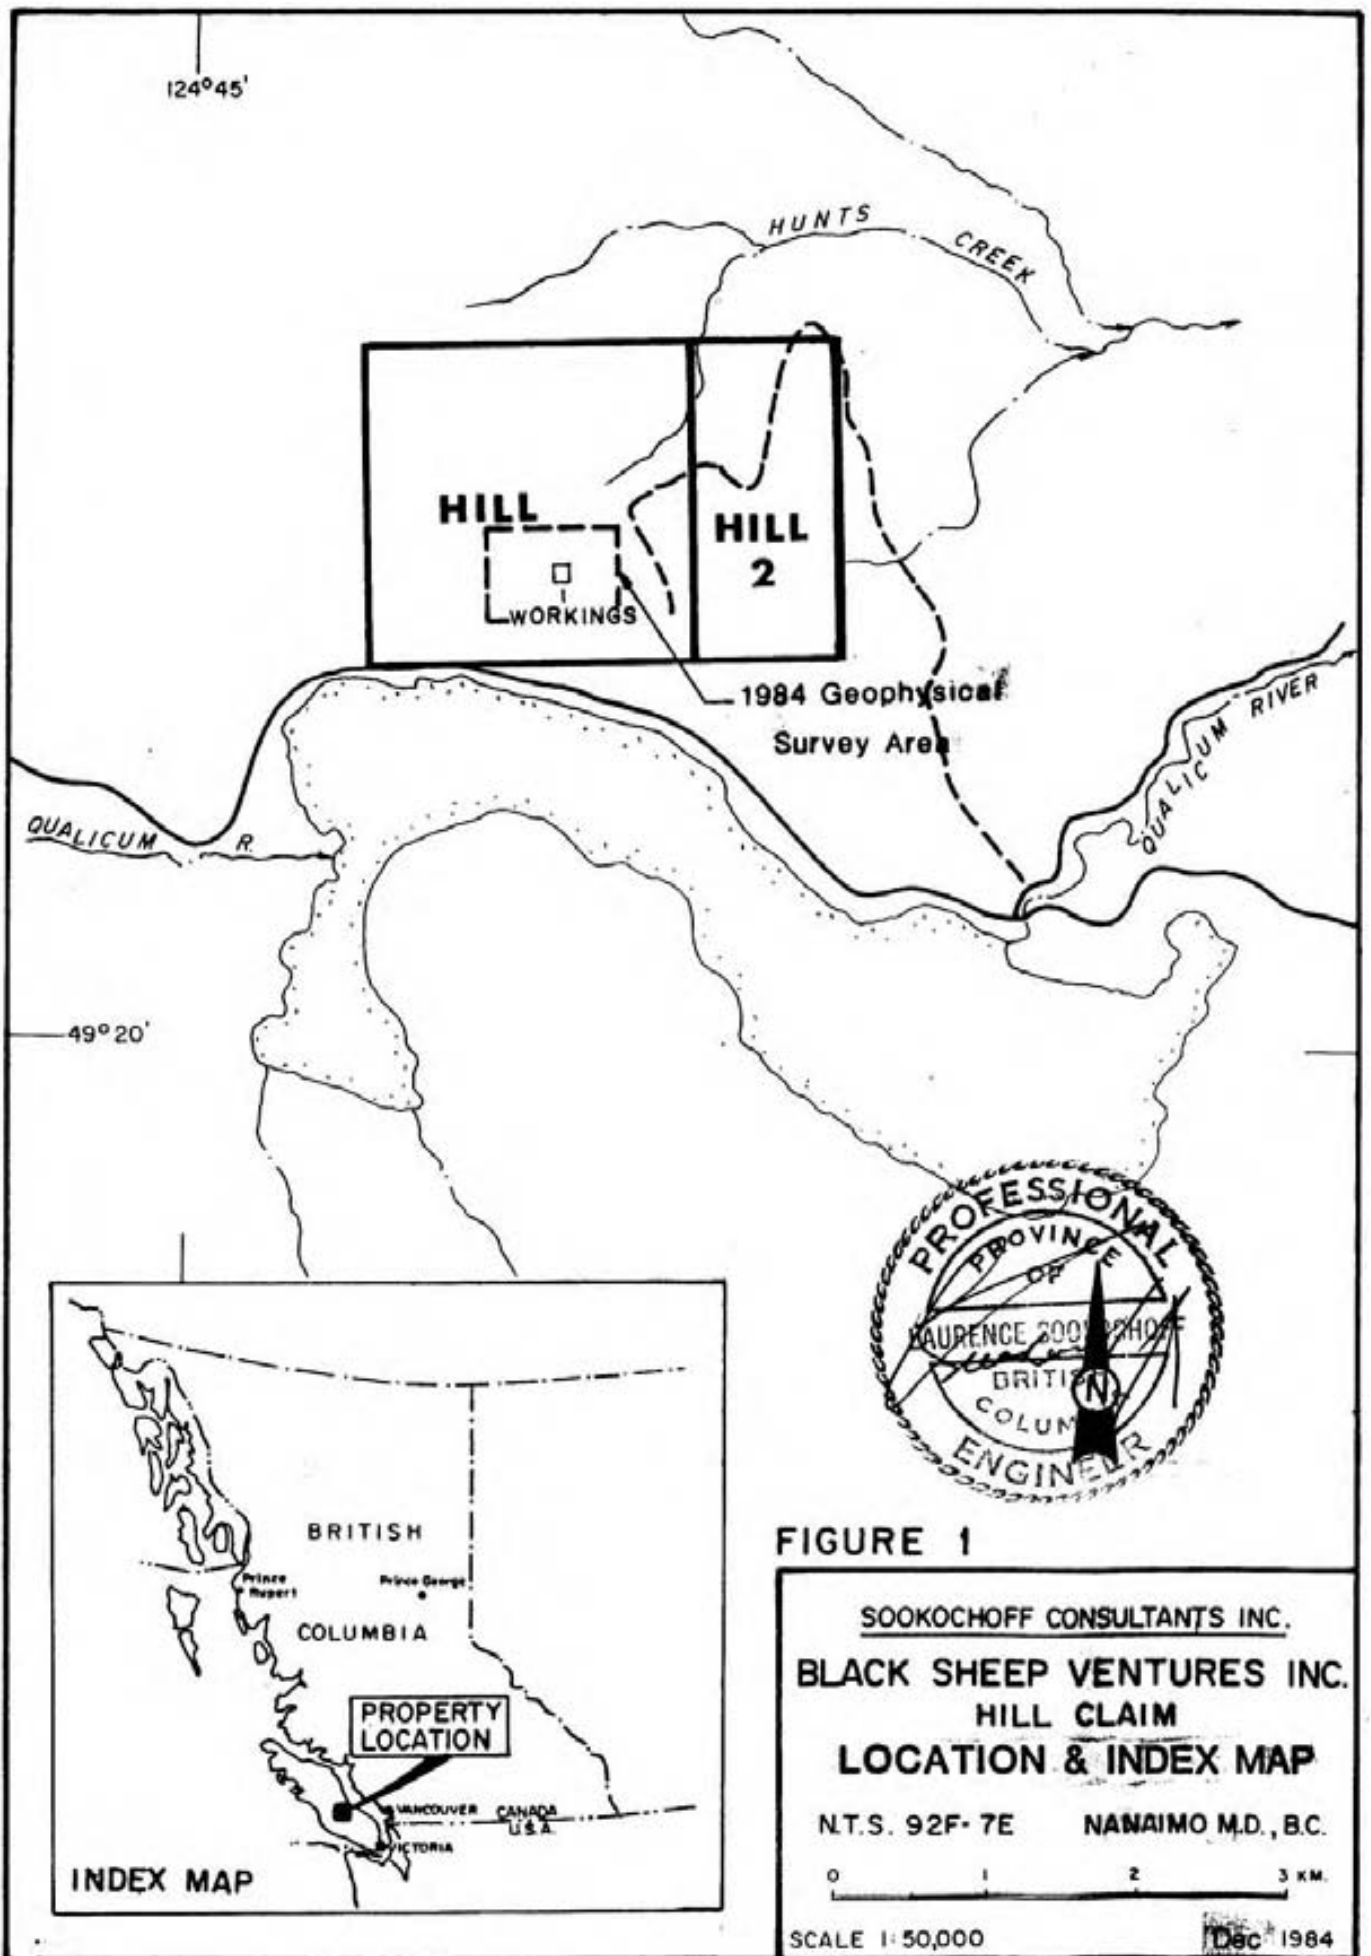 124°45'
HUNTS CREEK
HILL
HILL
2
WORKINGS
1984 Geophysical
Survey Area
QUALICUM RIVER
QUALICUM R.
49°20'
PROFESSIONAL
PROVINCE
OF
LAURENCE SOOKOCHOFF
BRITISH
COLUMBIA
ENGINEER
N
BRITISH
COLUMBIA
Prince
Rupert
Prince George
PROPERTY
LOCATION
VANCOUVER
CANADA
U.S.A.
VICTORIA
INDEX MAP
FIGURE 1
SOOKOCHOFF CONSULTANTS INC.
BLACK SHEEP VENTURES INC.
HILL CLAIM
LOCATION & INDEX MAP
N.T.S. 92F-7E NANAIMO M.D., B.C.
0 1 2 3 KM.
SCALE 1:50,000 Dec 1984